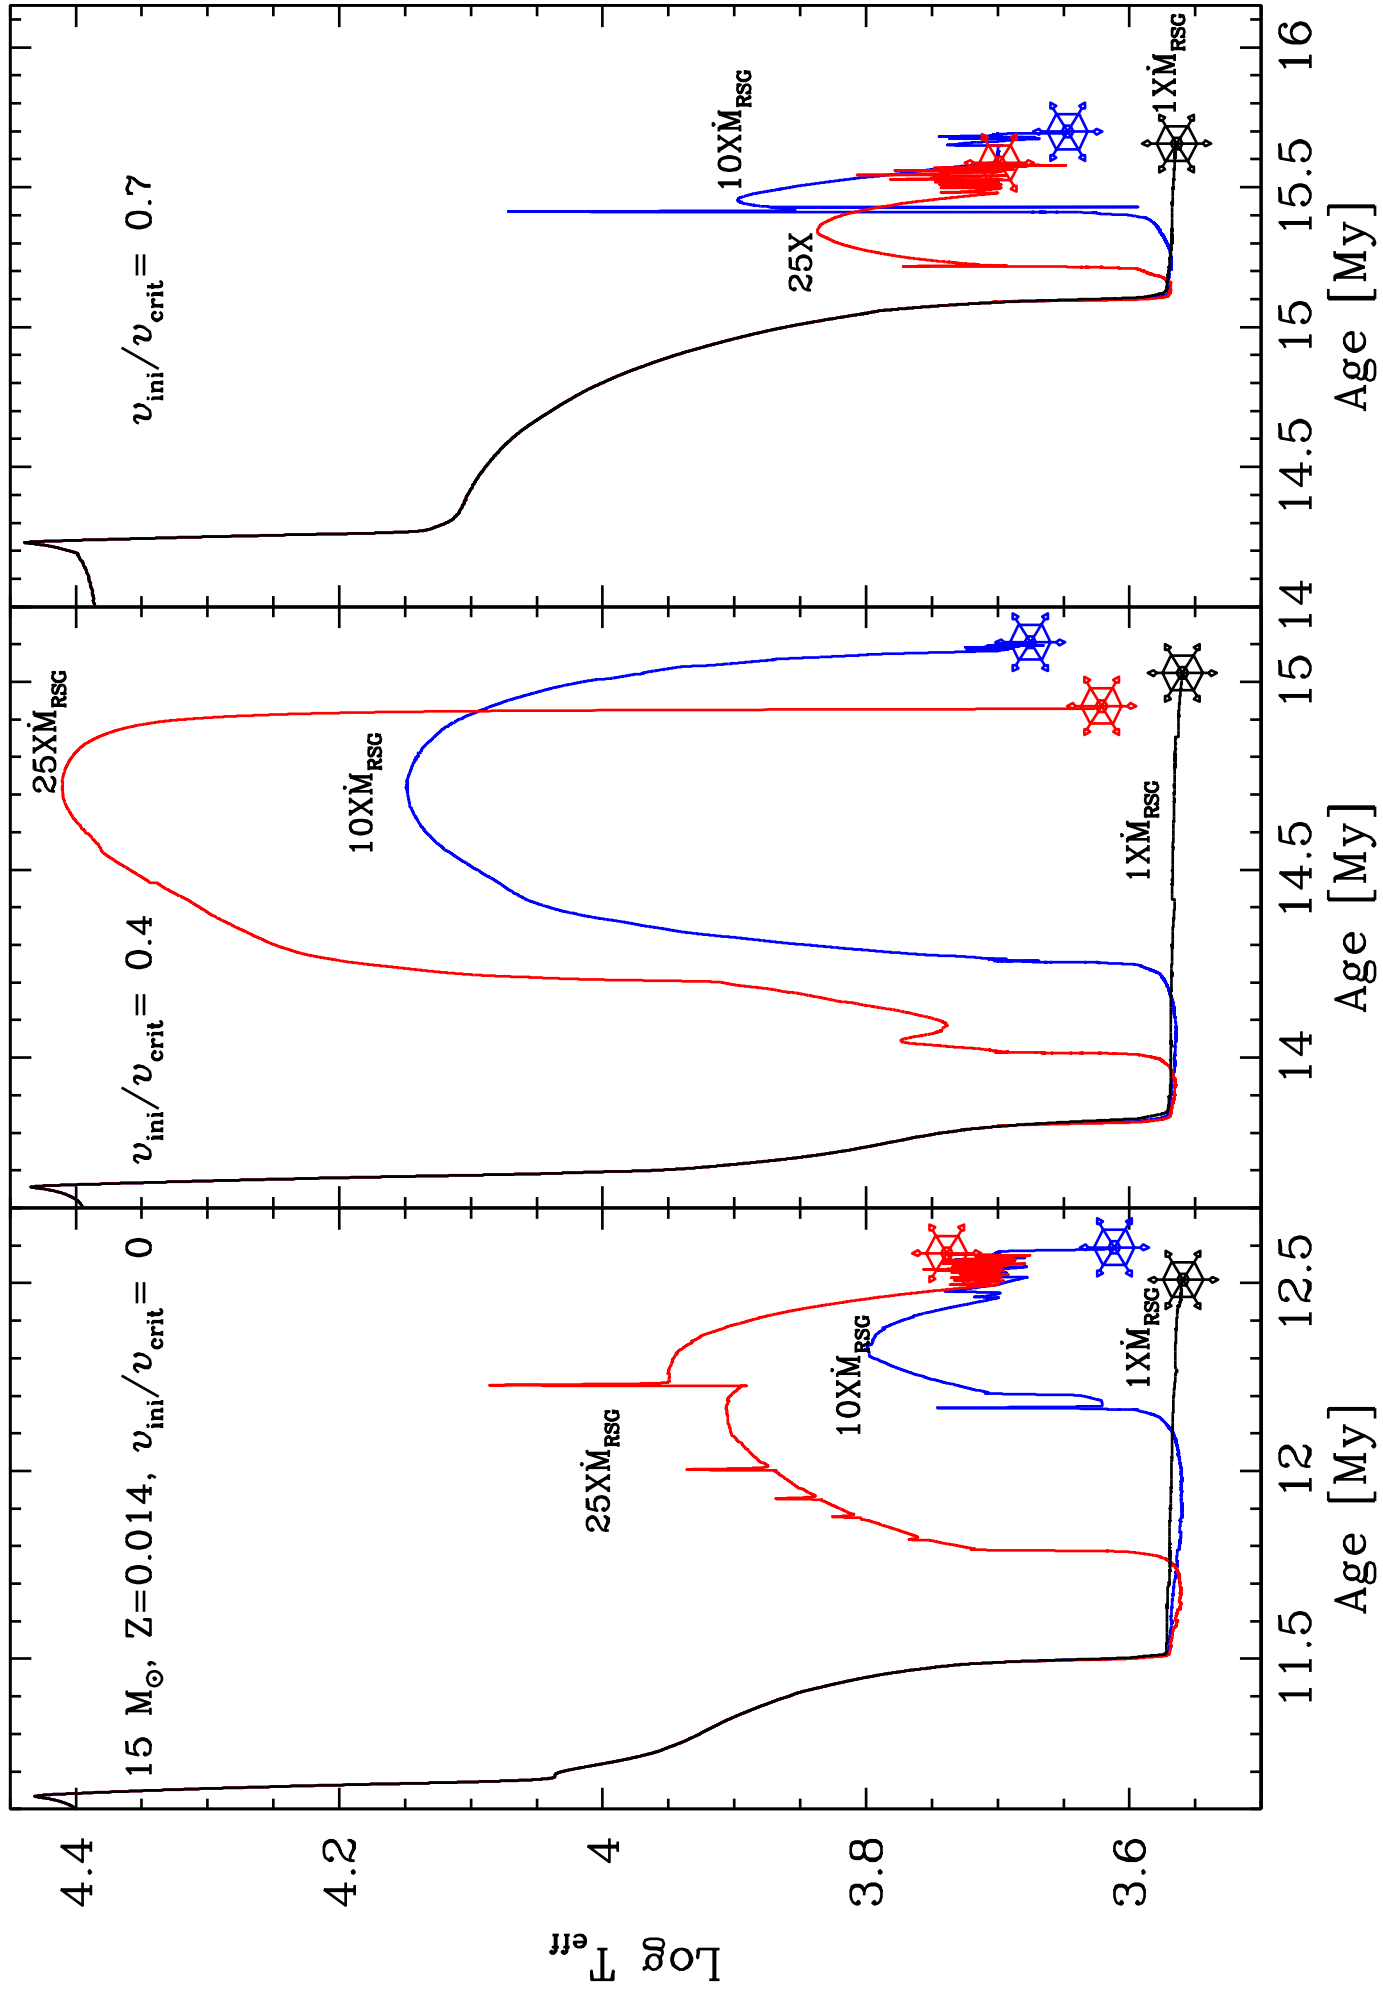 15 M⊙, Z=0.014, υini/υcrit= 0
υini/υcrit= 0.4
υini/υcrit= 0.7
25XṀRSG
10XṀRSG
1XṀRSG
25XṀRSG
10XṀRSG
1XṀRSG
10XṀRSG
25X
1XṀRSG
Log Teff
4.4
4.2
4
3.8
3.6
11.5 12 12.5
14 14.5 15
14 14.5 15 15.5 16
Age [My]
Age [My]
Age [My]